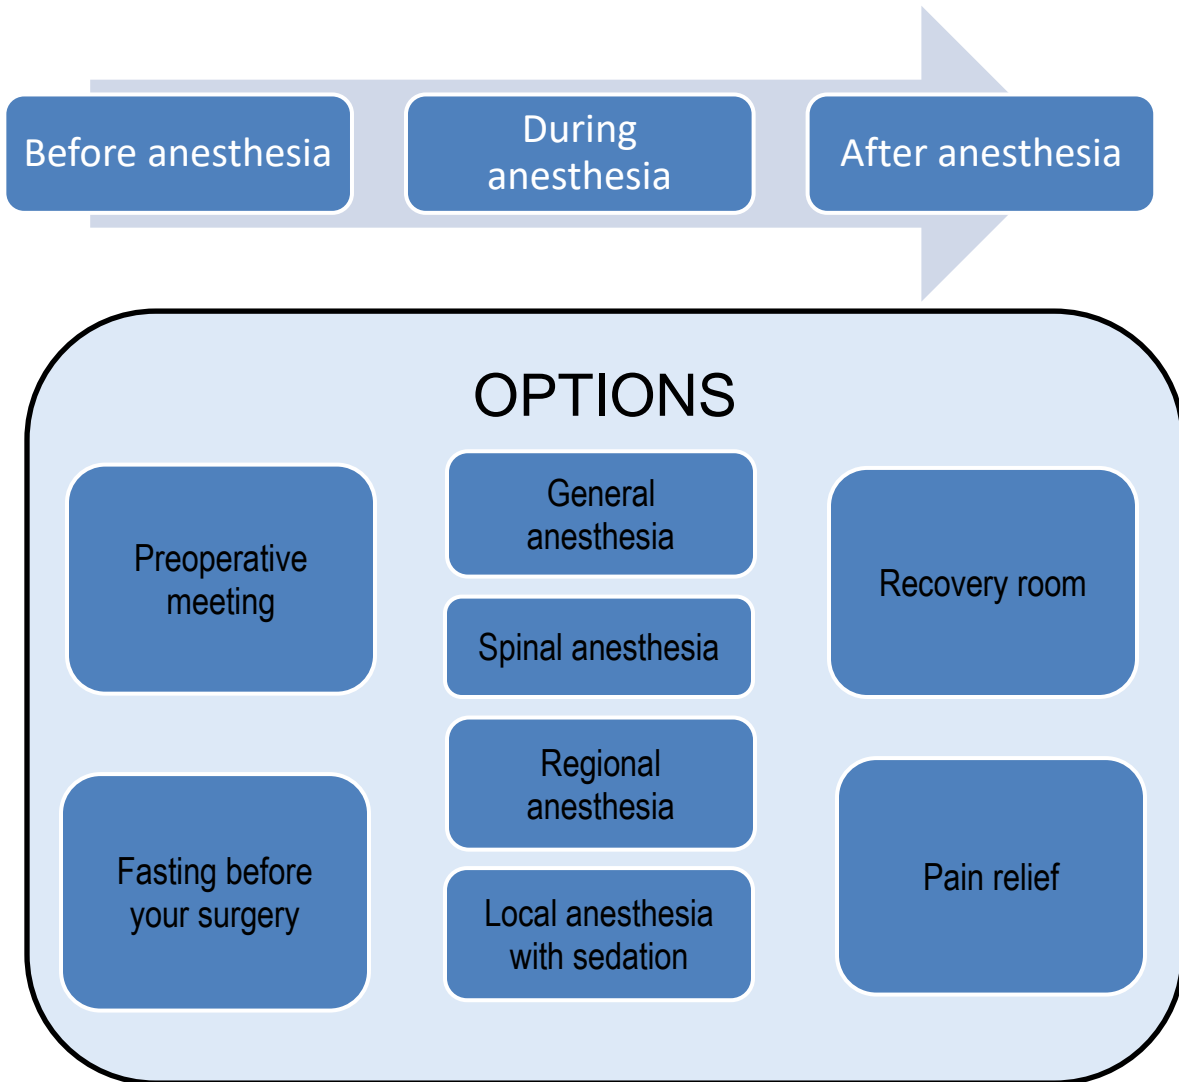 Before anesthesia
During
anesthesia
After anesthesia
OPTIONS
Preoperative
meeting
Fasting before
your surgery
General
anesthesia
Spinal anesthesia
Regional
anesthesia
Local anesthesia
with sedation
Recovery room
Pain relief